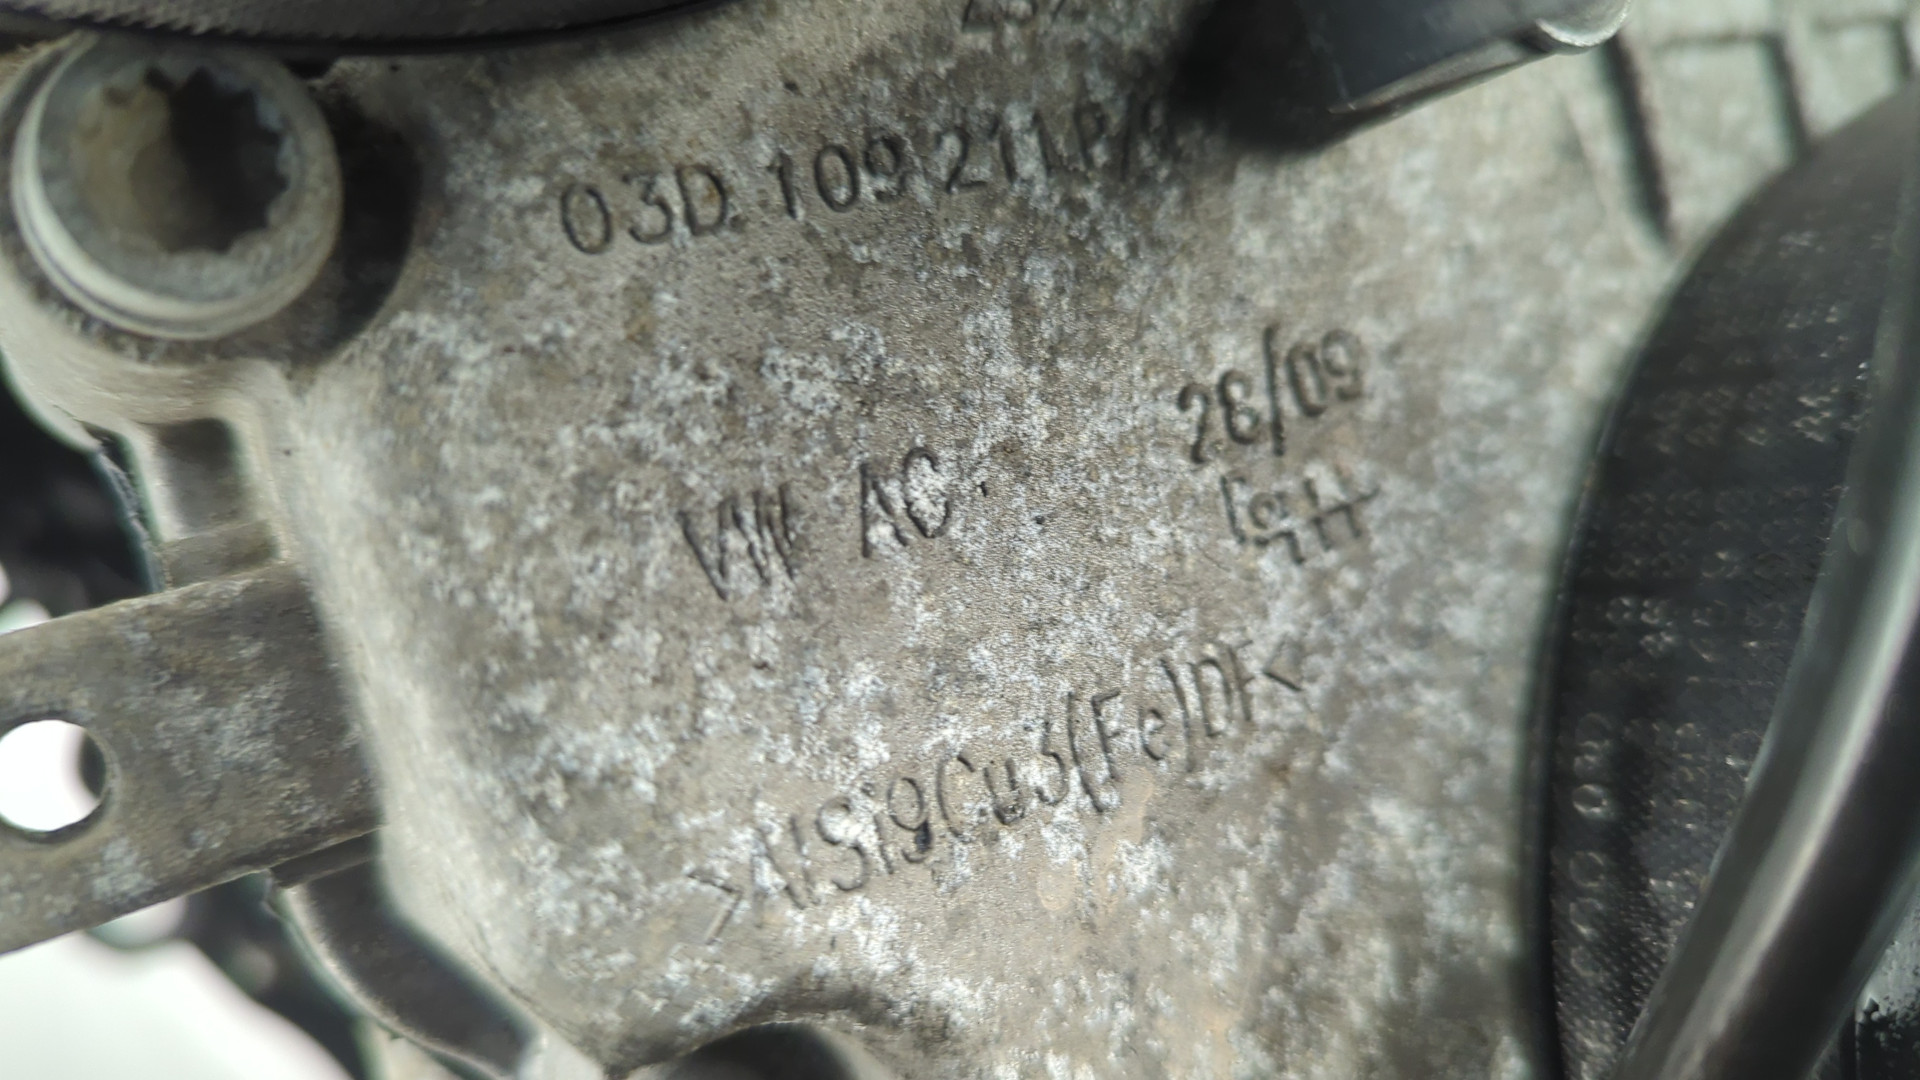 03D 109 211
VW AG
28/09
>AlSi9Cu3(Fe)DF<